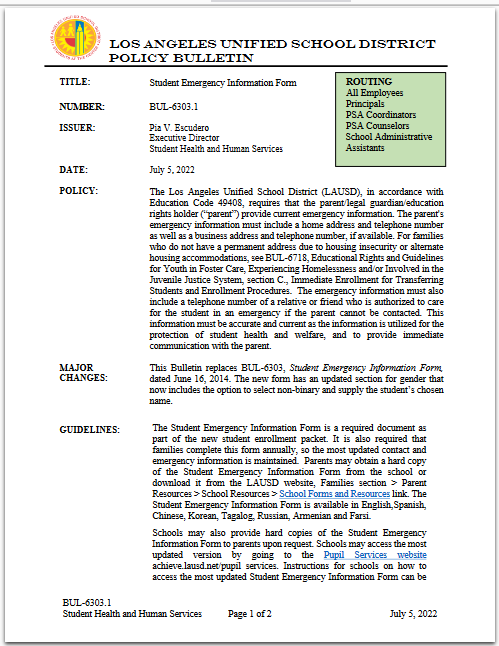 LOS ANGELES UNIFIED SCHOOL DISTRICT
POLICY BULLETIN
TITLE: Student Emergency Information Form
NUMBER: BUL-6303.1
ISSUER: Pia V. Escudero
Executive Director
Student Health and Human Services
DATE: July 5, 2022
ROUTING
All Employees
Principals
PSA Coordinators
PSA Counselors
School Administrative
Assistants
POLICY: The Los Angeles Unified School District (LAUSD), in accordance with
Education Code 49408, requires that the parent/legal guardian/education
rights holder (“parent”) provide current emergency information. The parent's
emergency information must include a home address and telephone number
as well as a business address and telephone number, if available. For families
who do not have a permanent address due to housing insecurity or alternate
housing accommodations, see BUL-6718, Educational Rights and Guidelines
for Youth in Foster Care, Experiencing Homelessness and/or Involved in the
Juvenile Justice System, section C., Immediate Enrollment for Transferring
Students and Enrollment Procedures. The emergency information must also
include a telephone number of a relative or friend who is authorized to care
for the student in an emergency if the parent cannot be contacted. This
information must be accurate and current as the information is utilized for the
protection of student health and welfare, and to provide immediate
communication with the parent.
MAJOR CHANGES: This Bulletin replaces BUL-6303, Student Emergency Information Form,
dated June 16, 2014. The new form has an updated section for gender that
now includes the option to select non-binary and supply the student’s chosen
name.
GUIDELINES: The Student Emergency Information Form is a required document as
part of the new student enrollment packet. It is also required that
families complete this form annually, so the most updated contact and
emergency information is maintained. Parents may obtain a hard copy
of the Student Emergency Information Form from the school or
download it from the LAUSD website, Families section > Parent
Resources > School Resources > School Forms and Resources link. The
Student Emergency Information Form is available in English,Spanish,
Chinese, Korean, Tagalog, Russian, Armenian and Farsi.
Schools may also provide hard copies of the Student Emergency
Information Form to parents upon request. Schools may access the most
updated version by going to the Pupil Services website
achieve.lausd.net/pupil services. Instructions for schools on how to
access the most updated Student Emergency Information Form can be
BUL-6303.1
Student Health and Human Services Page 1 of 2 July 5, 2022